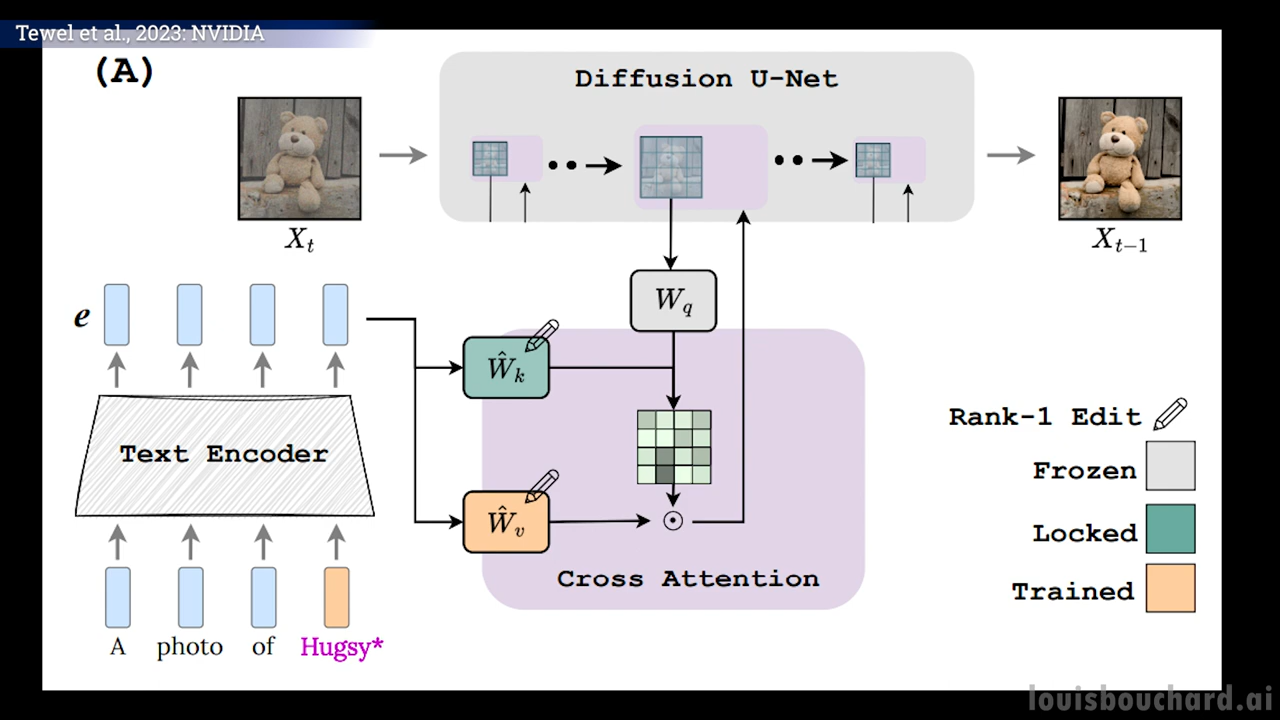 Tewel et al., 2023: NVIDIA
(A)
Diffusion U-Net
X_t
X_{t-1}
e
W_q
Ŵ_k
Text Encoder
Ŵ_v
Cross Attention
A photo of Hugsy*
Rank-1 Edit
Frozen
Locked
Trained
louisbouchard.ai